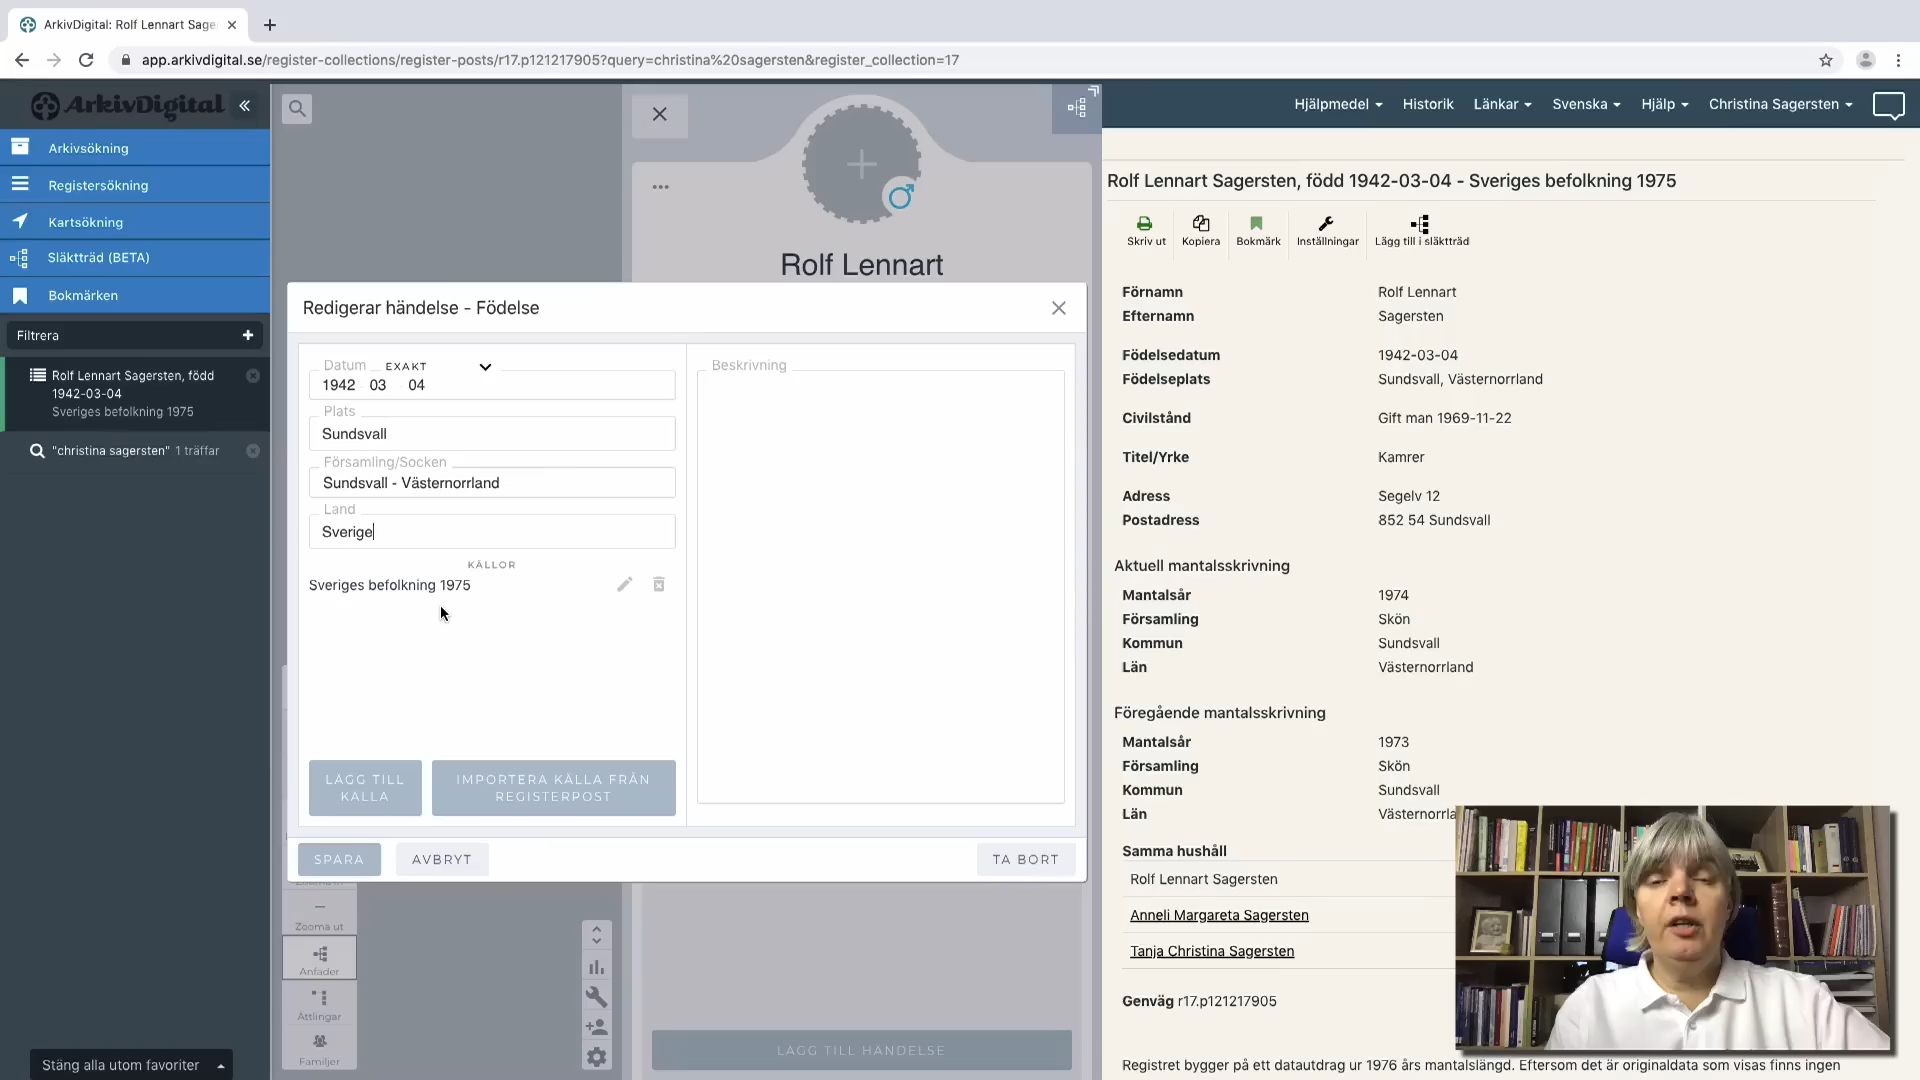 ArkivDigital: Rolf Lennart Sage
app.arkivdigital.se/register-collections/register-posts/r17.p121217905?query=christina%20sagersten&register_collection=17
ArkivDigital
Arkivsökning
Registersökning
Kartsökning
Släktträd (BETA)
Bokmärken
Filtrera
Rolf Lennart Sagersten, född
1942-03-04
Sveriges befolkning 1975
"christina sagersten" 1 träffar
Stäng alla utom favoriter
Rolf Lennart
Redigerar händelse - Födelse
Datum EXAKT
1942 03 04
Plats
Sundsvall
Församling/Socken
Sundsvall - Västernorrland
Land
Sverige
KÄLLOR
Sveriges befolkning 1975
LÄGG TILL
KÄLLA
IMPORTERA KÄLLA FRÅN
REGISTERPOST
Beskrivning
SPARA
AVBRYT
TA BORT
Zooma in
Zooma ut
Anfäder
Ättlingar
Familjer
LÄGG TILL HÄNDELSE
Hjälpmedel
Historik
Länkar
Svenska
Hjälp
Christina Sagersten
Rolf Lennart Sagersten, född 1942-03-04 - Sveriges befolkning 1975
Skriv ut
Kopiera
Bokmärk
Inställningar
Lägg till i släktträd
Förnamn Rolf Lennart
Efternamn Sagersten
Födelsedatum 1942-03-04
Födelseplats Sundsvall, Västernorrland
Civilstånd Gift man 1969-11-22
Titel/Yrke Kamrer
Adress Segelv 12
Postadress 852 54 Sundsvall
Aktuell mantalsskrivning
Mantalsår 1974
Församling Skön
Kommun Sundsvall
Län Västernorrland
Föregående mantalsskrivning
Mantalsår 1973
Församling Skön
Kommun Sundsvall
Län Västernorrla
Samma hushåll
Rolf Lennart Sagersten
Anneli Margareta Sagersten
Tanja Christina Sagersten
Genväg r17.p121217905
Registret bygger på ett datautdrag ur 1976 års mantalslängd. Eftersom det är originaldata som visas finns ingen